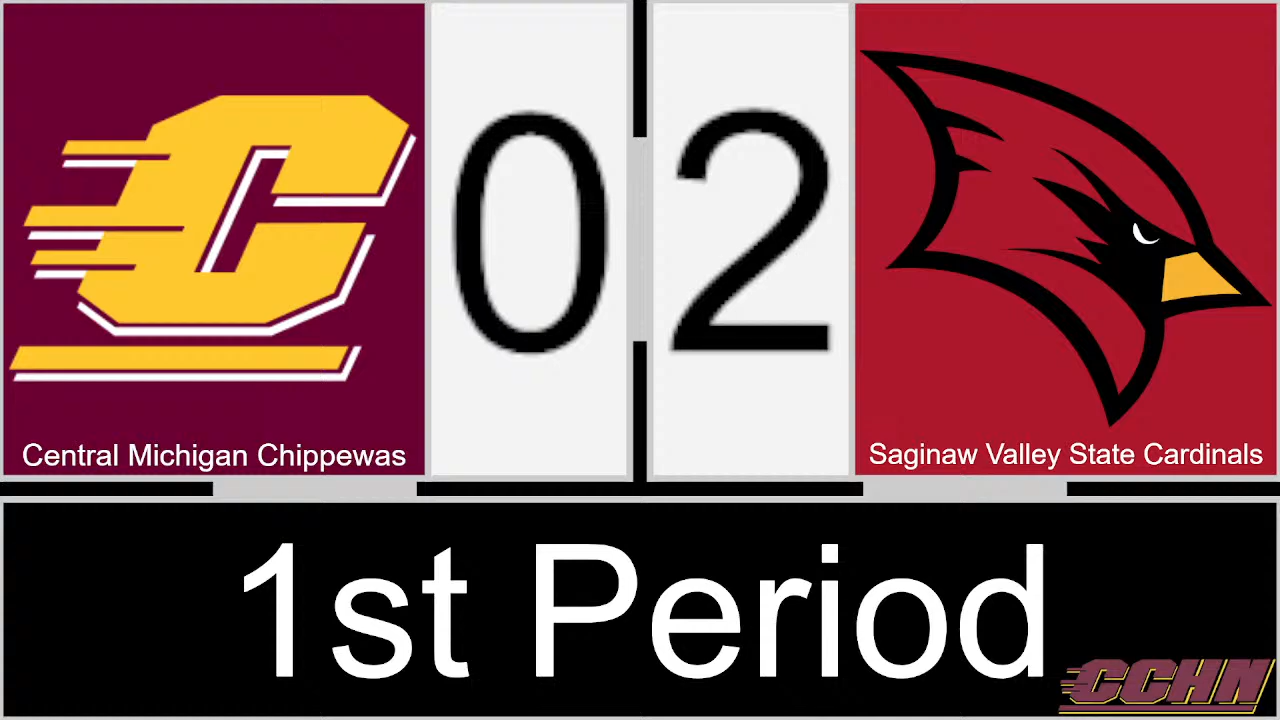 C
0 2
Central Michigan Chippewas
Saginaw Valley State Cardinals
1st Period
CCHN